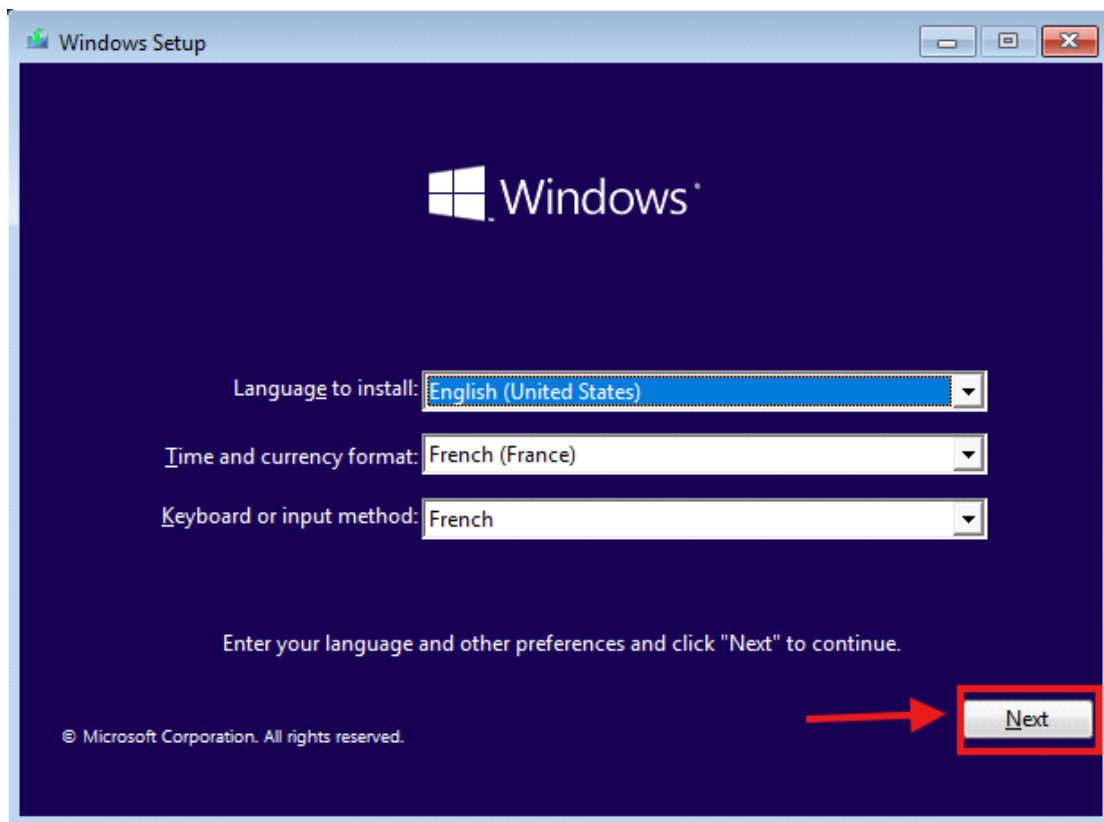 Windows Setup
Windows
Language to install: English (United States)
Time and currency format: French (France)
Keyboard or input method: French
Enter your language and other preferences and click "Next" to continue.
Next
© Microsoft Corporation. All rights reserved.